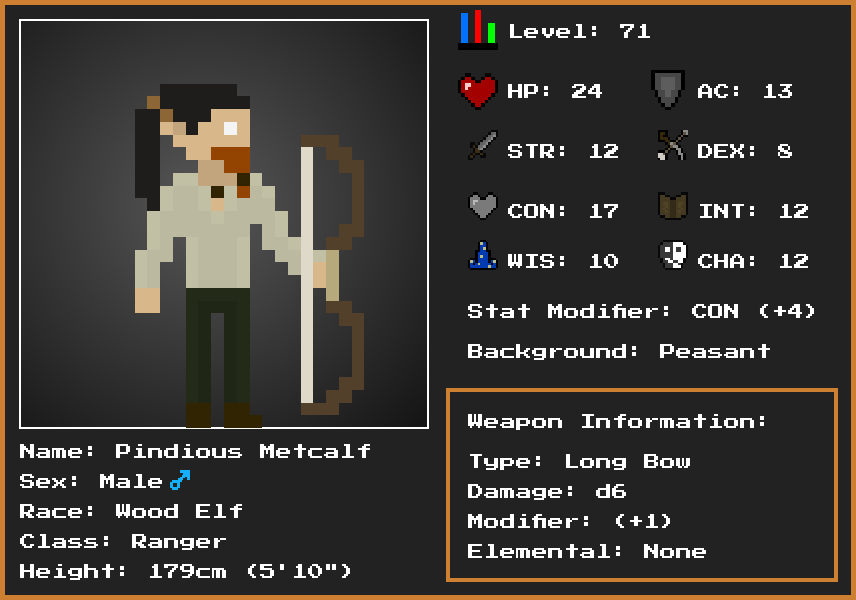 Level: 71
HP: 24
AC: 13
STR: 12
DEX: 8
CON: 17
INT: 12
WIS: 10
CHA: 12
Stat Modifier: CON (+4)
Background: Peasant
Weapon Information:
Type: Long Bow
Damage: d6
Modifier: (+1)
Elemental: None
Name: Pindious Metcalf
Sex: Male ♂
Race: Wood Elf
Class: Ranger
Height: 179cm (5'10")